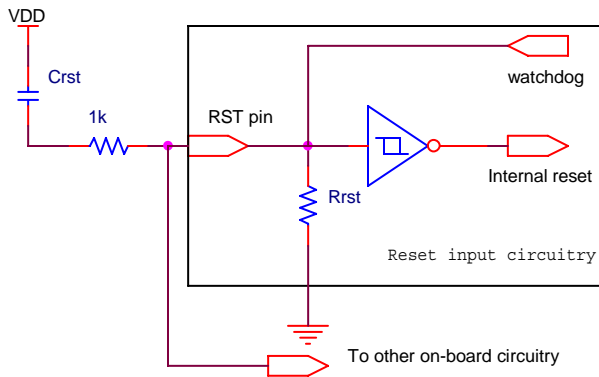 VDD
Crst
1k
RST pin
watchdog
Internal reset
Rrst
Reset input circuitry
To other on-board circuitry